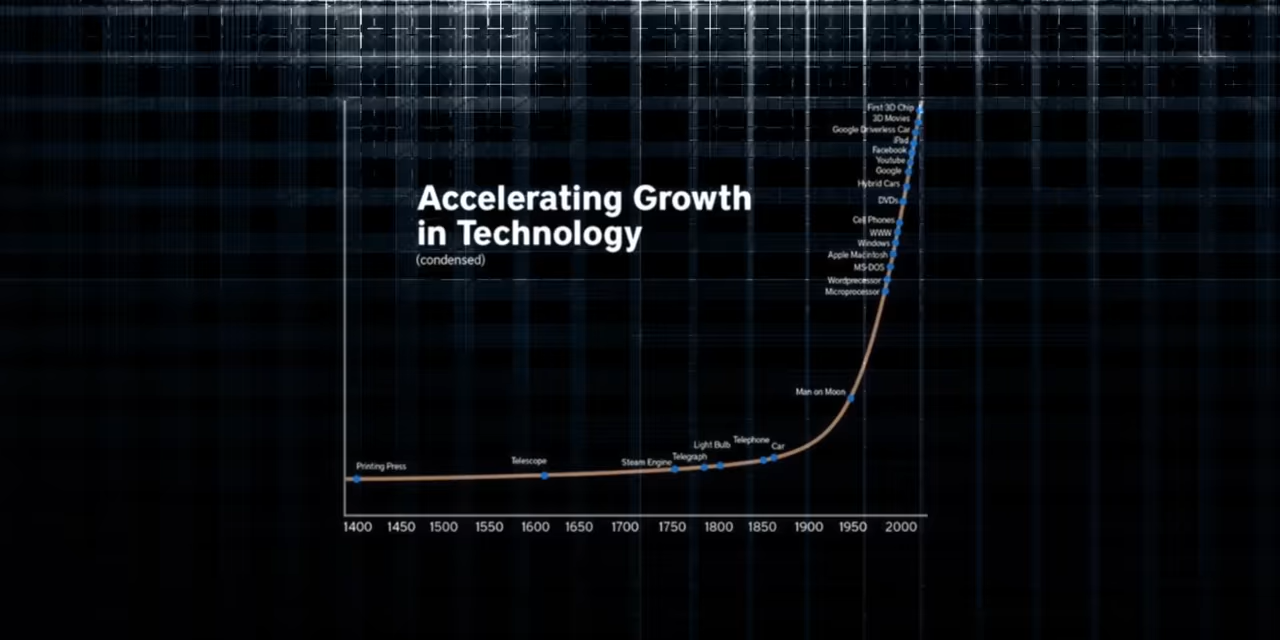 First 3D Chip
3D Movies
Google Driverless Car
iPad
Facebook
Youtube
Google
Hybrid Cars
DVDs
Accelerating Growth
in Technology
(condensed)
Cell Phones
WWW
Windows
Apple Macintosh
MS-DOS
Wordprocessor
Microprocessor
Man on Moon
Printing Press
Telescope
Steam Engine
Telegraph
Light Bulb
Telephone
Car
1400 1450 1500 1550 1600 1650 1700 1750 1800 1850 1900 1950 2000